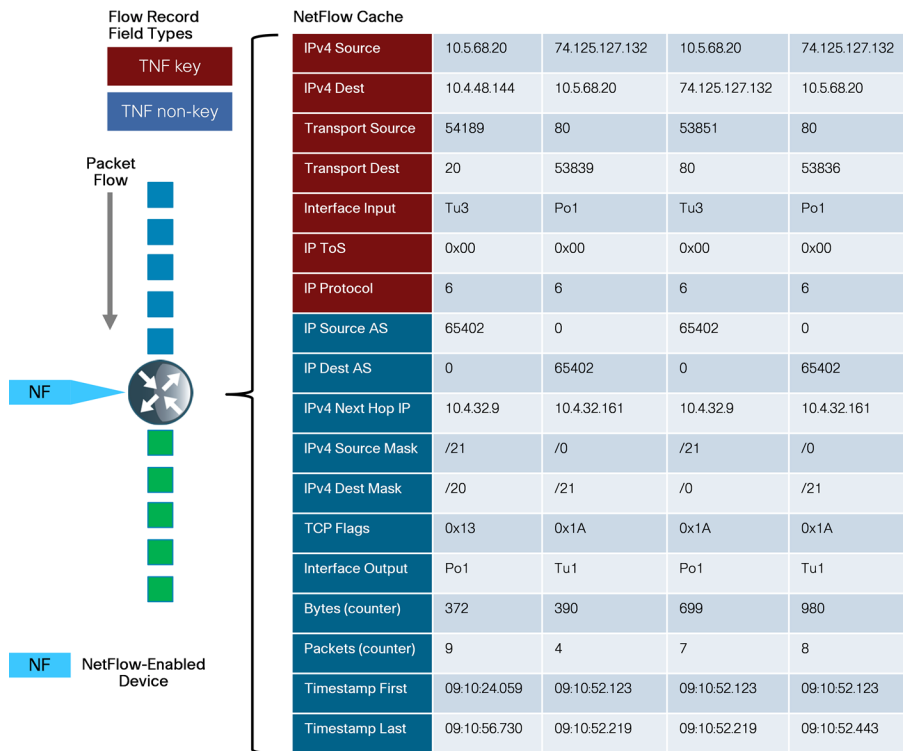 Flow Record
Field Types
TNF key
TNF non-key
Packet
Flow
NF
NF
NetFlow-Enabled
Device
NetFlow Cache
IPv4 Source 10.5.68.20 74.125.127.132 10.5.68.20 74.125.127.132
IPv4 Dest 10.4.48.144 10.5.68.20 74.125.127.132 10.5.68.20
Transport Source 54189 80 53851 80
Transport Dest 20 53839 80 53836
Interface Input Tu3 Po1 Tu3 Po1
IP ToS 0x00 0x00 0x00 0x00
IP Protocol 6 6 6 6
IP Source AS 65402 0 65402 0
IP Dest AS 0 65402 0 65402
IPv4 Next Hop IP 10.4.32.9 10.4.32.161 10.4.32.9 10.4.32.161
IPv4 Source Mask /21 /0 /21 /0
IPv4 Dest Mask /20 /21 /0 /21
TCP Flags 0x13 0x1A 0x1A 0x1A
Interface Output Po1 Tu1 Po1 Tu1
Bytes (counter) 372 390 699 980
Packets (counter) 9 4 7 8
Timestamp First 09:10:24.059 09:10:52.123 09:10:52.123 09:10:52.123
Timestamp Last 09:10:56.730 09:10:52.219 09:10:52.219 09:10:52.443